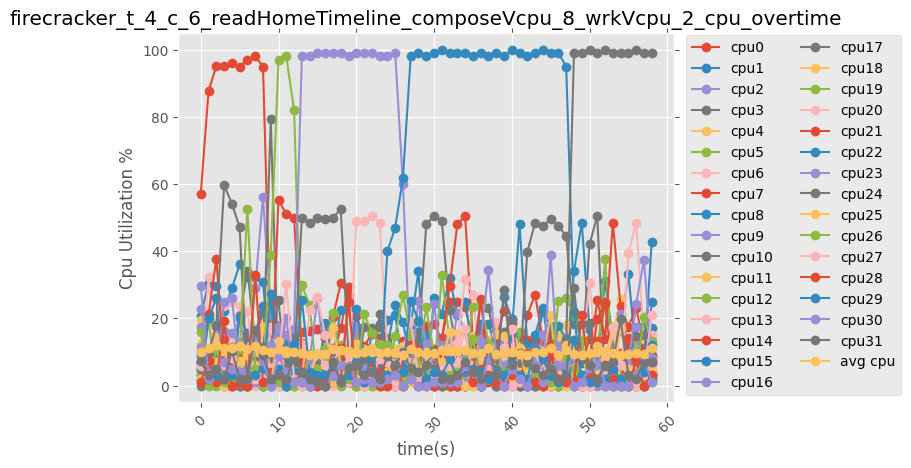 firecracker_t_4_c_6_readHomeTimeline_composeVcpu_8_wrkVcpu_2_cpu_overtime
Cpu Utilization %
100
80
60
40
20
0
0
10
20
30
40
50
60
time(s)
cpu0
cpu1
cpu2
cpu3
cpu4
cpu5
cpu6
cpu7
cpu8
cpu9
cpu10
cpu11
cpu12
cpu13
cpu14
cpu15
cpu16
cpu17
cpu18
cpu19
cpu20
cpu21
cpu22
cpu23
cpu24
cpu25
cpu26
cpu27
cpu28
cpu29
cpu30
cpu31
avg cpu